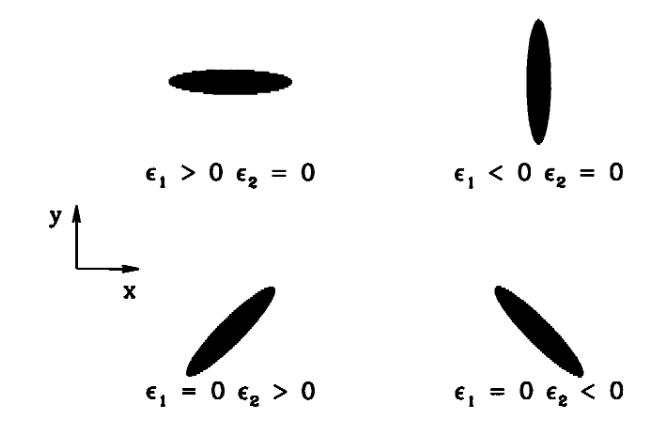 ϵ₁ > 0 ϵ₂ = 0
ϵ₁ < 0 ϵ₂ = 0
y
x
ϵ₁ = 0 ϵ₂ > 0
ϵ₁ = 0 ϵ₂ < 0